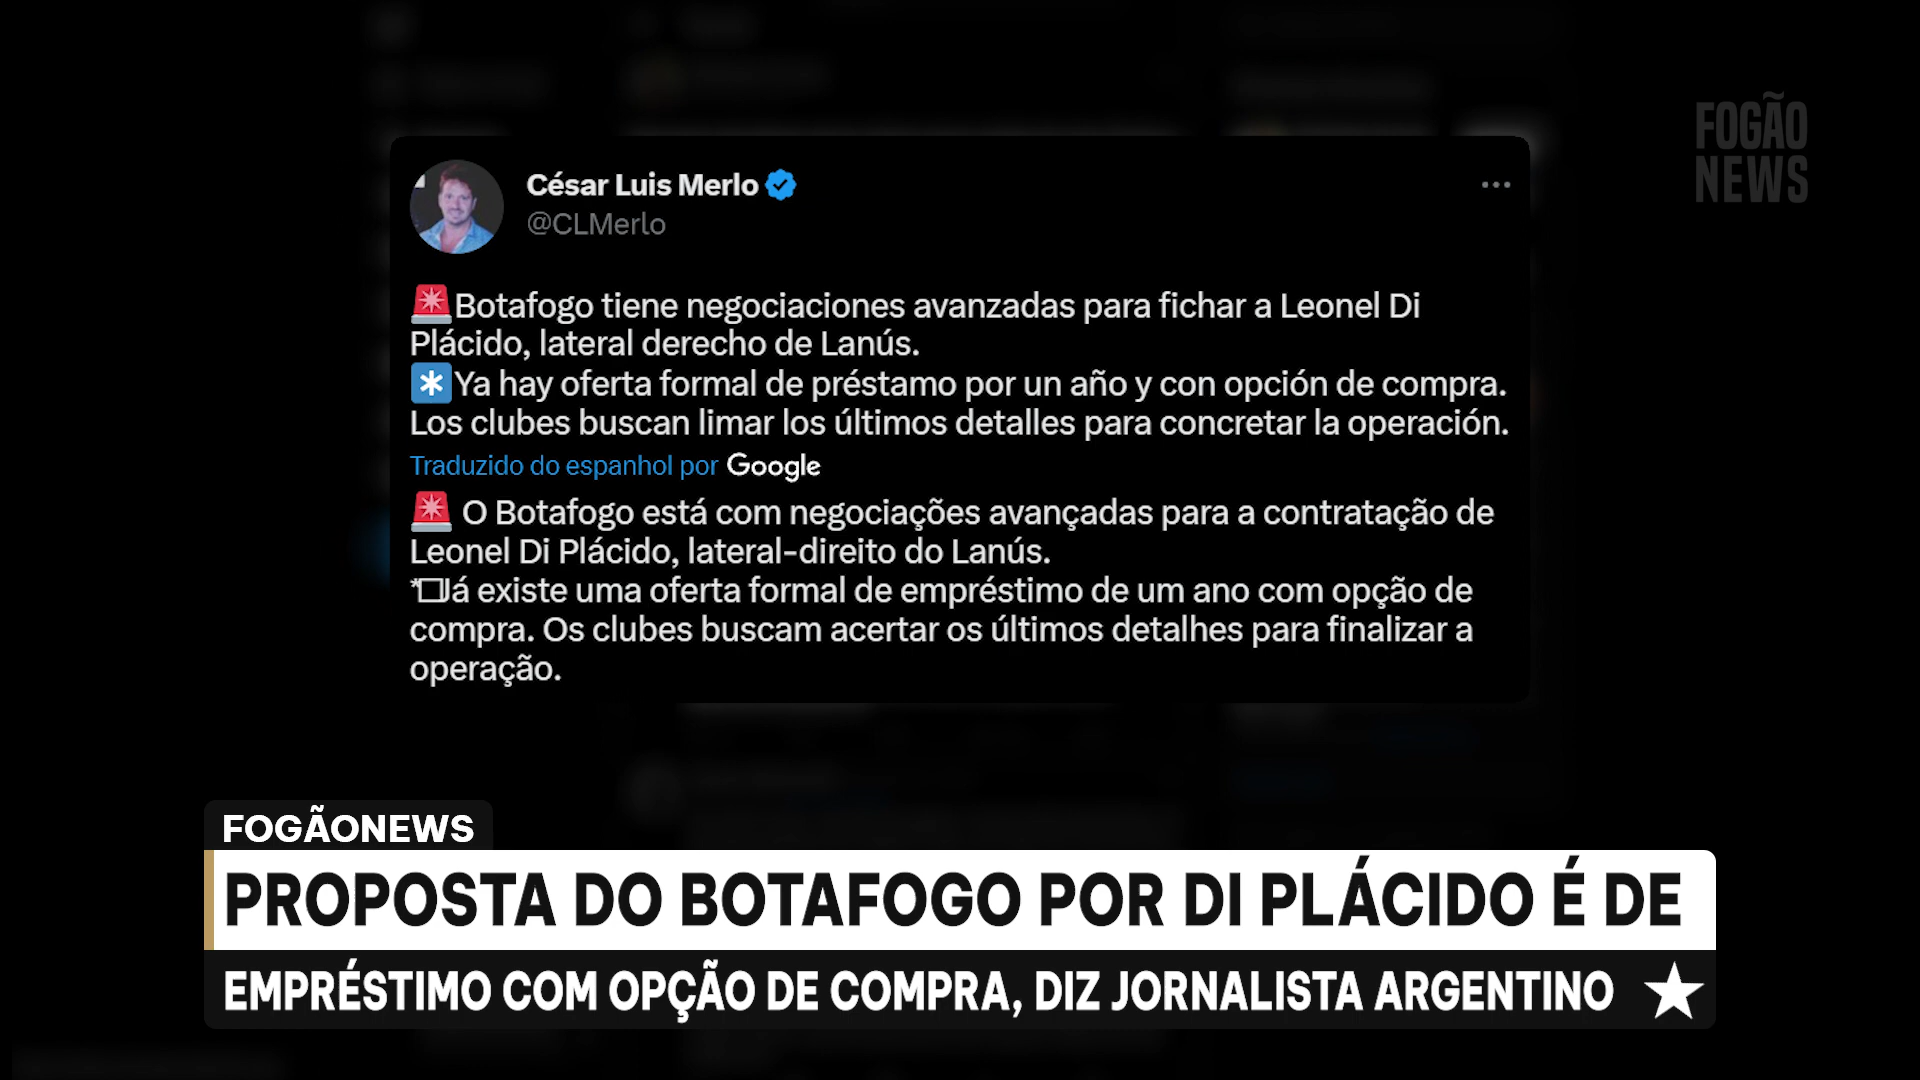 FOGÃO
NEWS
César Luis Merlo
@CLMerlo
🚨Botafogo tiene negociaciones avanzadas para fichar a Leonel Di
Plácido, lateral derecho de Lanús.
*️⃣Ya hay oferta formal de préstamo por un año y con opción de compra.
Los clubes buscan limar los últimos detalles para concretar la operación.
Traduzido do espanhol por Google
🚨 O Botafogo está com negociações avançadas para a contratação de
Leonel Di Plácido, lateral-direito do Lanús.
*□Já existe uma oferta formal de empréstimo de um ano com opção de
compra. Os clubes buscam acertar os últimos detalhes para finalizar a
operação.
FOGÃONEWS
PROPOSTA DO BOTAFOGO POR DI PLÁCIDO É DE
EMPRÉSTIMO COM OPÇÃO DE COMPRA, DIZ JORNALISTA ARGENTINO